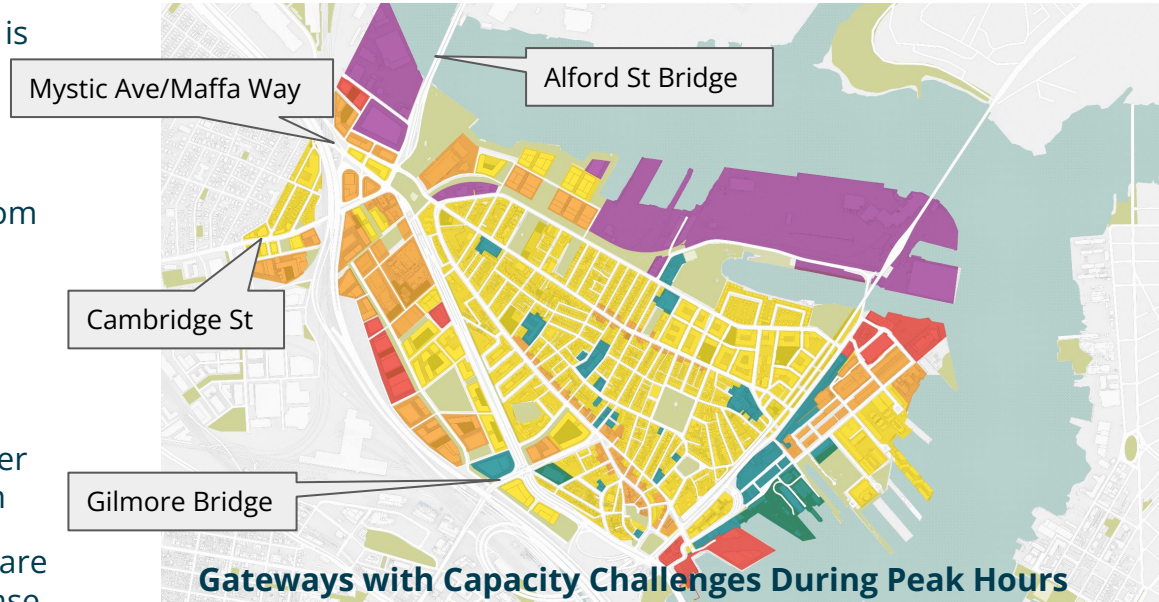 is
om
er
are
Mystic Ave/Maffa Way
Alford St Bridge
Cambridge St
Gilmore Bridge
Gateways with Capacity Challenges During Peak Hours